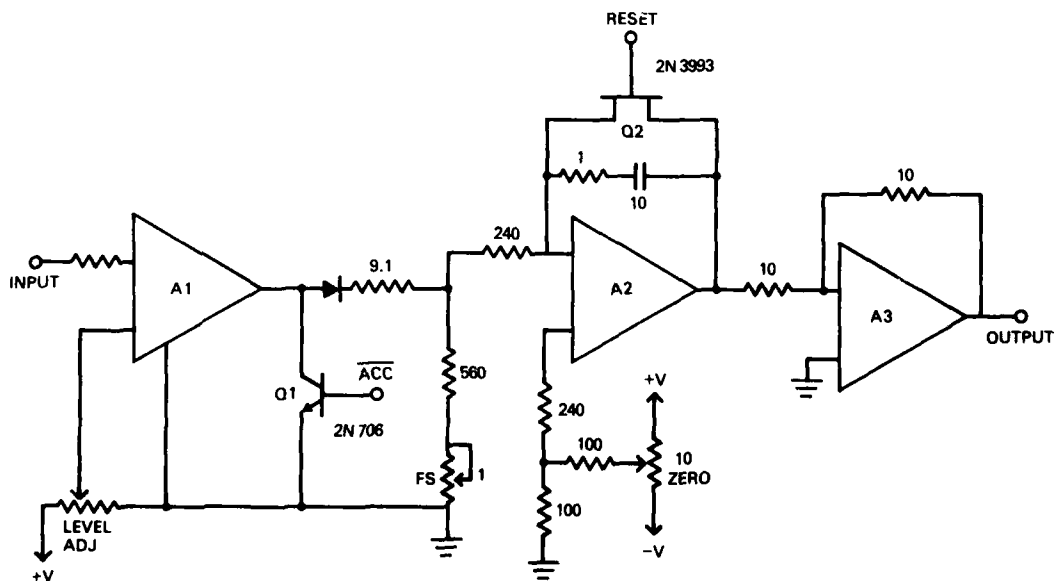 RESET
2N 3993
Q2
1
10
10
240
9.1
INPUT
A1
A2
10
A3
OUTPUT
ACC
Q1
2N 706
560
240
+V
100
10
ZERO
FS
1
LEVEL
ADJ
100
-V
+V